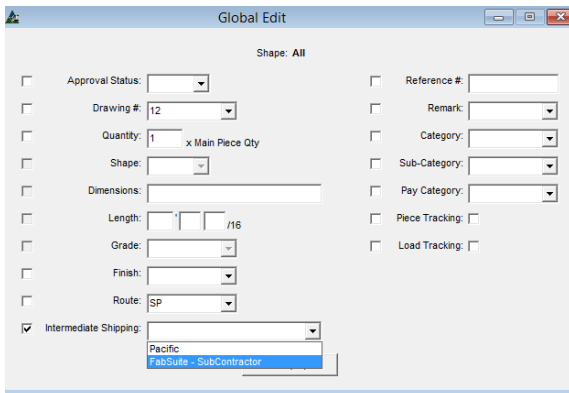 Global Edit
Shape: All
Approval Status:
Drawing #: 12
Quantity: 1 x Main Piece Qty
Shape:
Dimensions:
Length: ' /16
Grade:
Finish:
Route: SP
Intermediate Shipping:
Pacific
FabSuite - SubContractor
Reference #:
Remark:
Category:
Sub-Category:
Pay Category:
Piece Tracking:
Load Tracking: